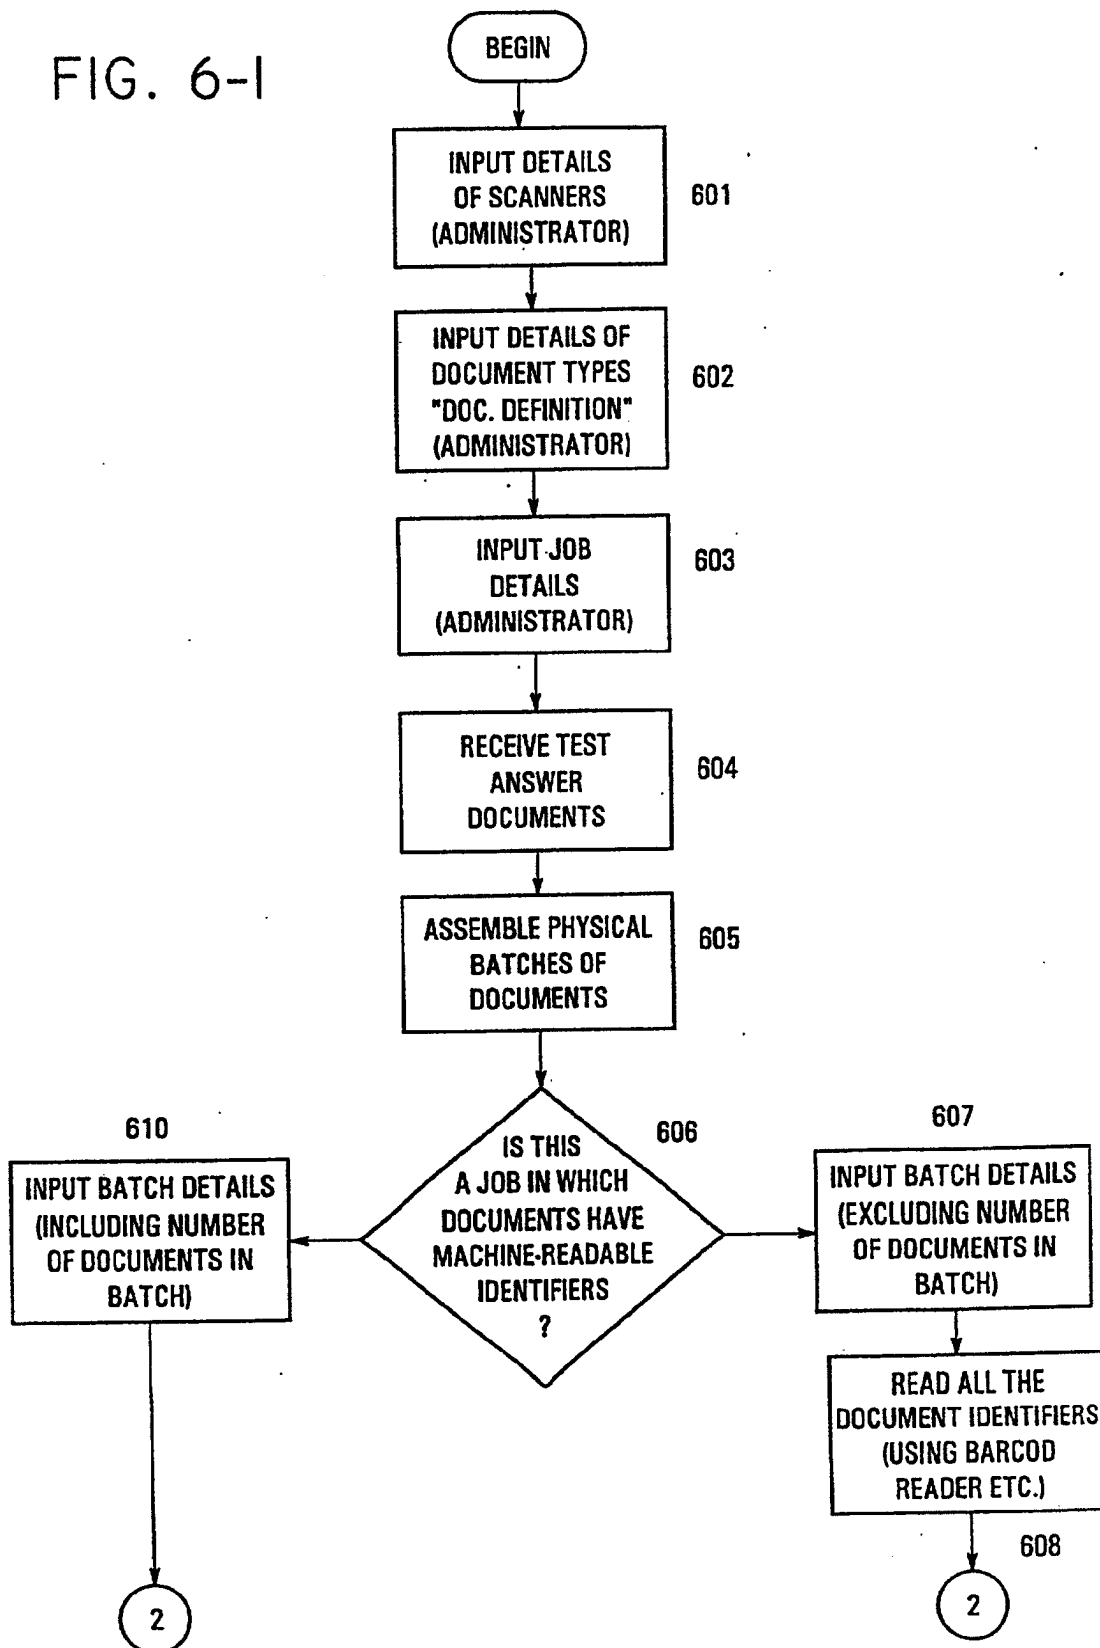 FIG. 6-1
BEGIN
INPUT DETAILS
OF SCANNERS
(ADMINISTRATOR)
601
INPUT DETAILS OF
DOCUMENT TYPES
"DOC. DEFINITION"
(ADMINISTRATOR)
602
INPUT JOB
DETAILS
(ADMINISTRATOR)
603
RECEIVE TEST
ANSWER
DOCUMENTS
604
ASSEMBLE PHYSICAL
BATCHES OF
DOCUMENTS
605
IS THIS
A JOB IN WHICH
DOCUMENTS HAVE
MACHINE-READABLE
IDENTIFIERS
?
606
610
INPUT BATCH DETAILS
(INCLUDING NUMBER
OF DOCUMENTS IN
BATCH)
2
607
INPUT BATCH DETAILS
(EXCLUDING NUMBER
OF DOCUMENTS IN
BATCH)
READ ALL THE
DOCUMENT IDENTIFIERS
(USING BARCOD
READER ETC.)
608
2